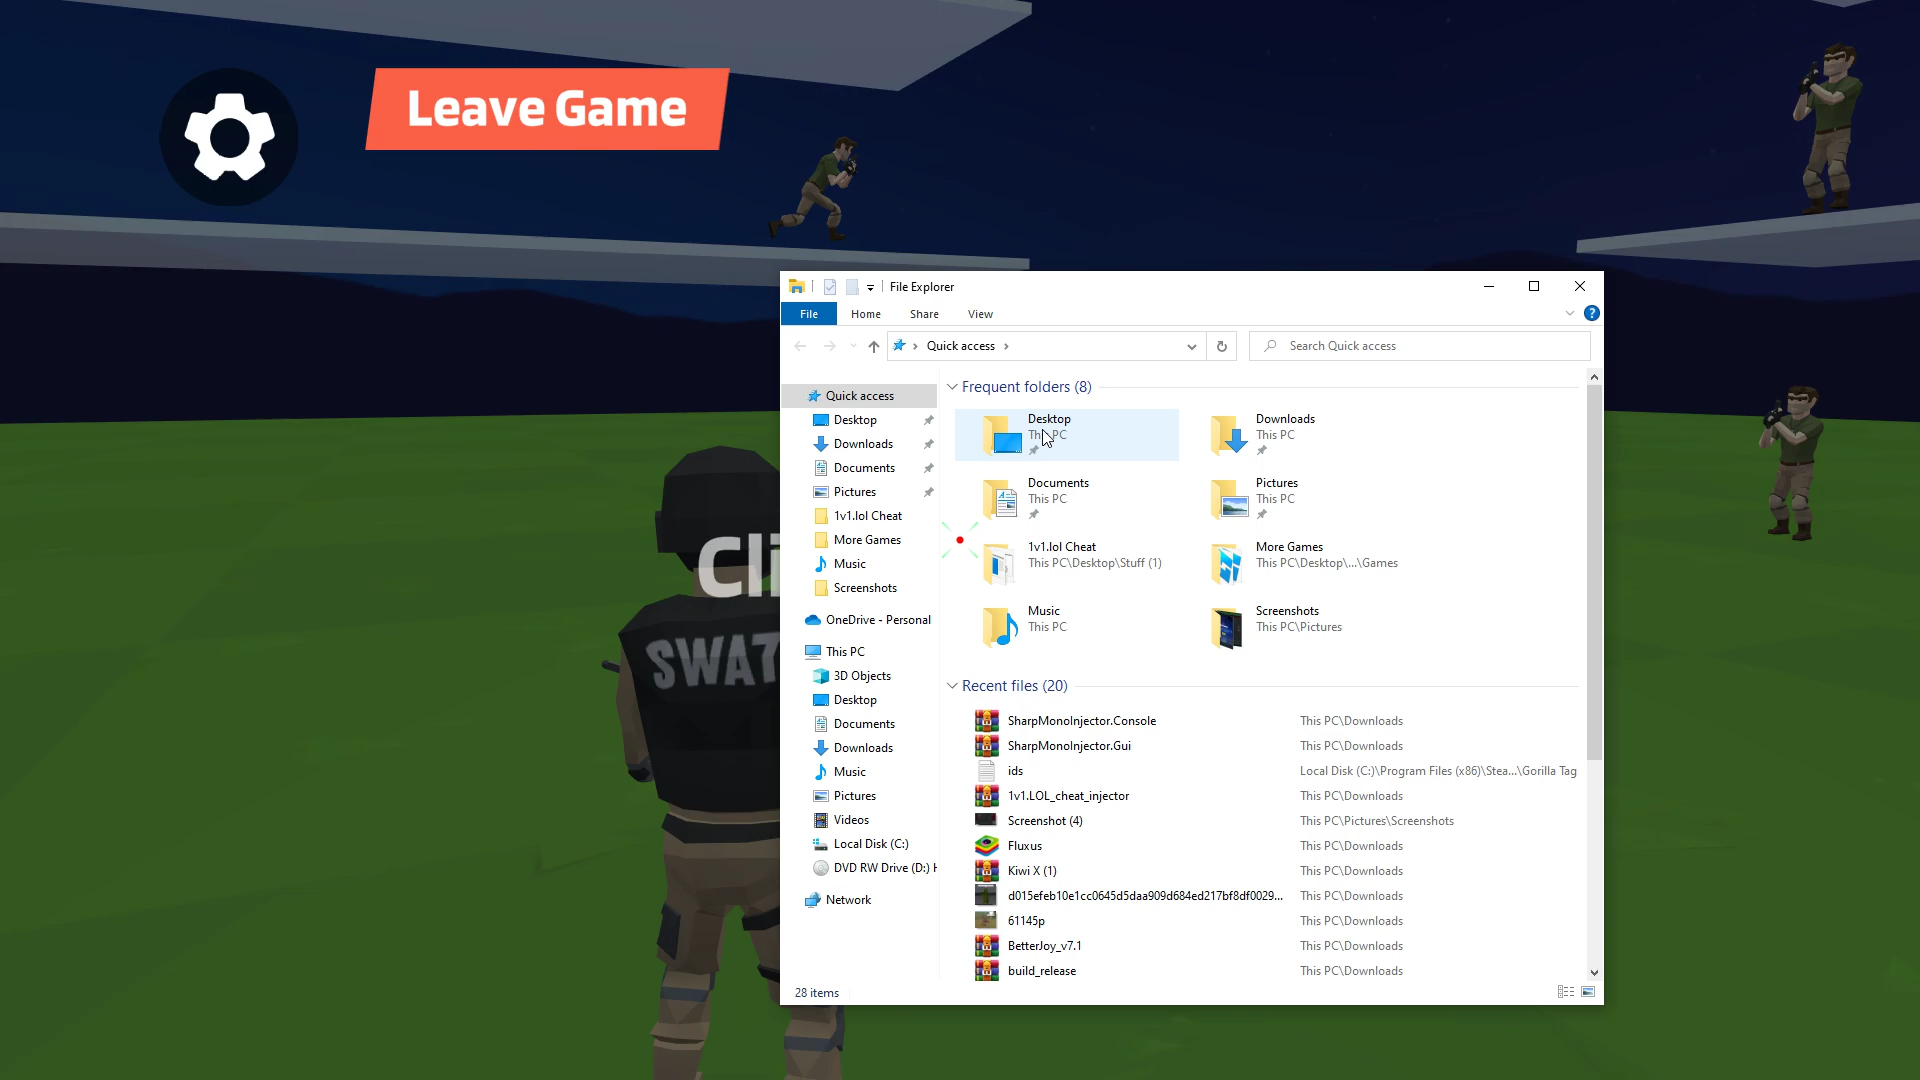 Leave Game
Cli
SWAT
File Explorer
File Home Share View
Quick access
Search Quick access
Quick access
Desktop
Downloads
Documents
Pictures
1v1.lol Cheat
More Games
Music
Screenshots
OneDrive - Personal
This PC
3D Objects
Desktop
Documents
Downloads
Music
Pictures
Videos
Local Disk (C:)
DVD RW Drive (D:) H
Network
Frequent folders (8)
Desktop
This PC
Downloads
This PC
Documents
This PC
Pictures
This PC
1v1.lol Cheat
This PC\Desktop\Stuff (1)
More Games
This PC\Desktop\...\Games
Music
This PC
Screenshots
This PC\Pictures
Recent files (20)
SharpMonoInjector.Console This PC\Downloads
SharpMonoInjector.Gui This PC\Downloads
ids Local Disk (C:)\Program Files (x86)\Stea...\Gorilla Tag
1v1.LOL_cheat_injector This PC\Downloads
Screenshot (4) This PC\Pictures\Screenshots
Fluxus This PC\Downloads
Kiwi X (1) This PC\Downloads
d015efeb10e1cc0645d5daa909d684ed217bf8df0029... This PC\Downloads
61145p This PC\Downloads
BetterJoy_v7.1 This PC\Downloads
build_release This PC\Downloads
28 items